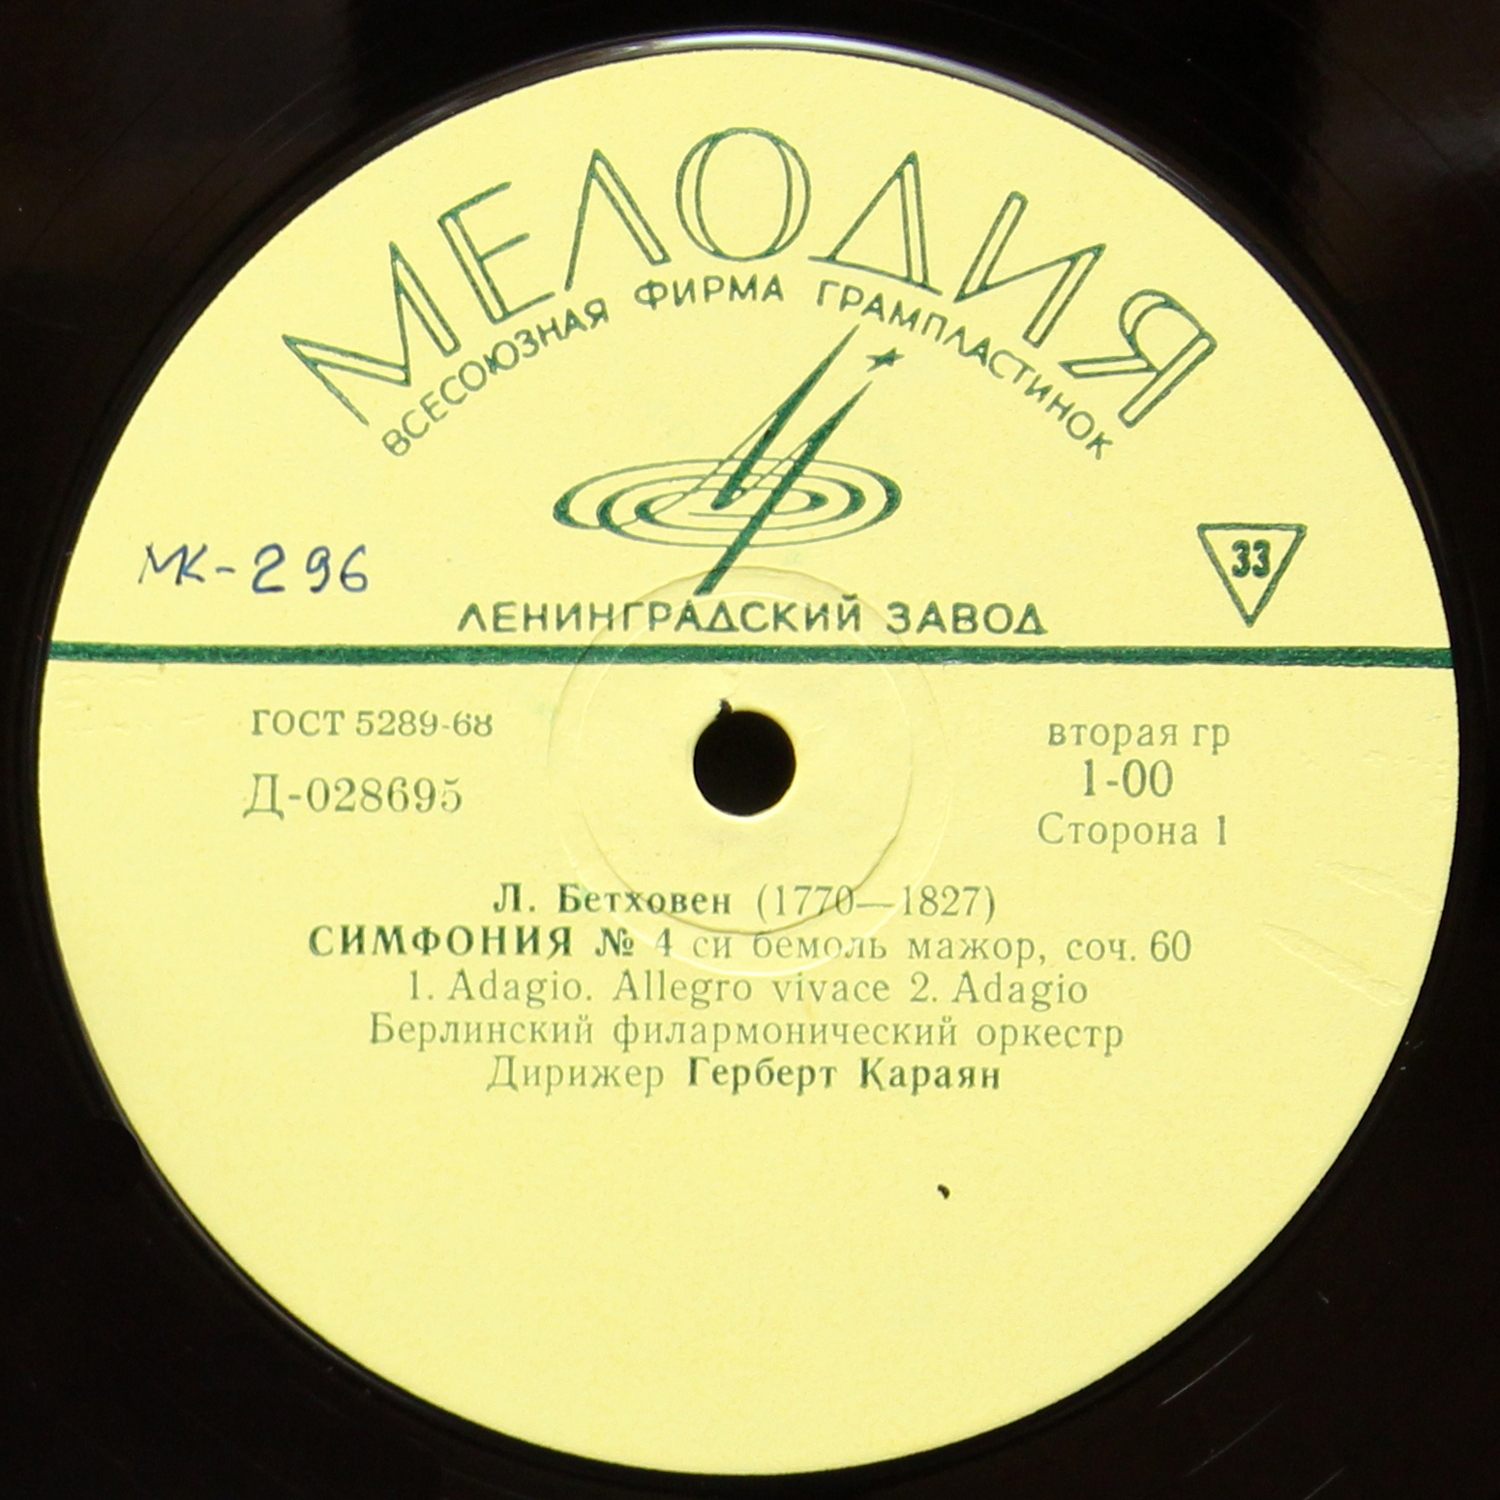 МЕЛОДИЯ
ВСЕСОЮЗНАЯ ФИРМА ГРАМПЛАСТИНОК
МК-296
33
ЛЕНИНГРАДСКИЙ ЗАВОД
ГОСТ 5289-68
Д-028695
вторая гр
1-00
Сторона 1
Л. Бетховен (1770—1827)
СИМФОНИЯ № 4 си бемоль мажор, соч. 60
1. Adagio. Allegro vivace 2. Adagio
Берлинский филармонический оркестр
Дирижер Герберт Караян